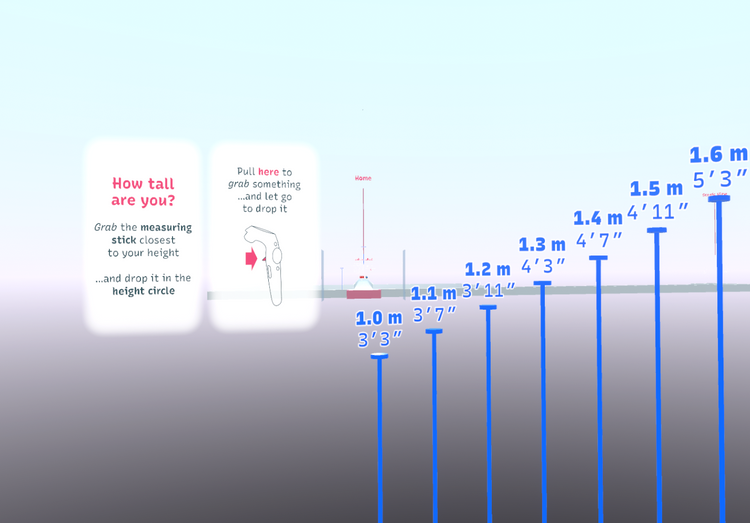 How tall
are you?
Grab the measuring
stick closest
to your height
...and drop it in the
height circle
Pull here to
grab something
...and let go
to drop it
Home
1.0 m
3’3”
1.1 m
3’7”
1.2 m
3’11”
1.3 m
4’3”
1.4 m
4’7”
1.5 m
4’11”
1.6 m
5’3”